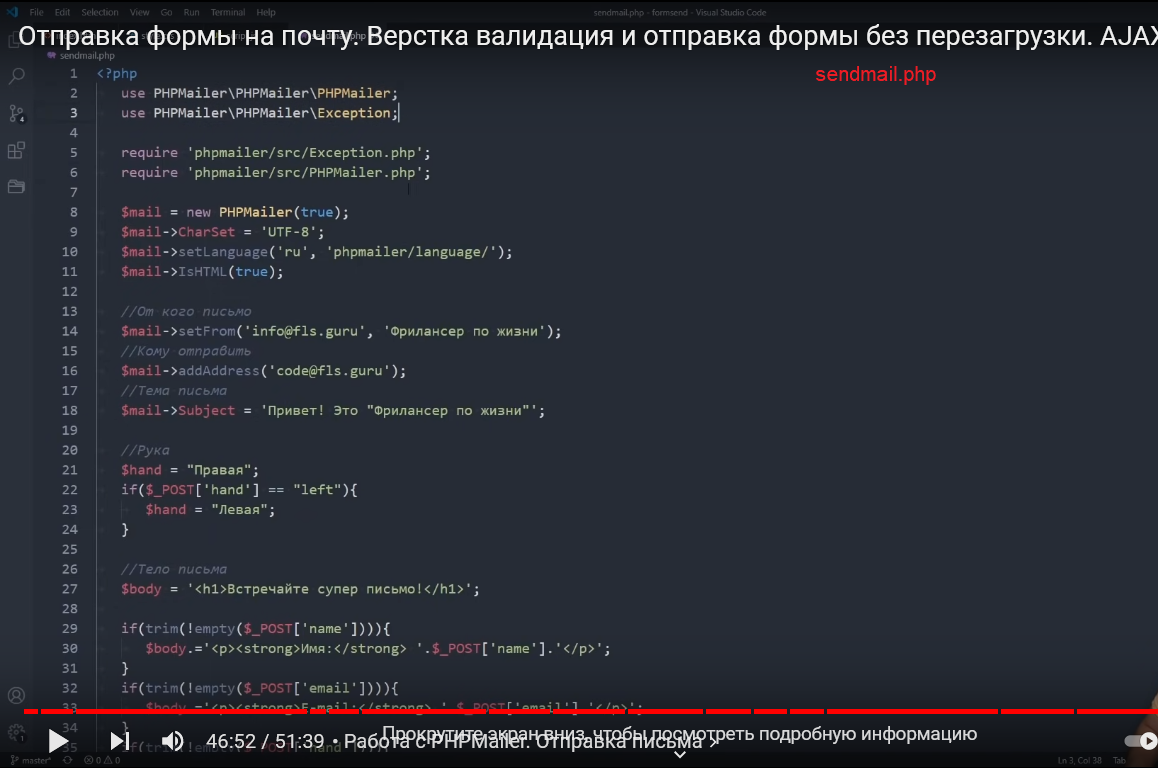 File Edit Selection View Go Run Terminal Help
sendmail.php - formsend - Visual Studio Code
Отправка формы на почту. Верстка валидация и отправка формы без перезагрузки. AJAX
sendmail.php
sendmail.php
1 <?php
2 use PHPMailer\PHPMailer\PHPMailer;
3 use PHPMailer\PHPMailer\Exception;
4
5 require 'phpmailer/src/Exception.php';
6 require 'phpmailer/src/PHPMailer.php';
7
8 $mail = new PHPMailer(true);
9 $mail->CharSet = 'UTF-8';
10 $mail->setLanguage('ru', 'phpmailer/language/');
11 $mail->IsHTML(true);
12
13 //От кого письмо
14 $mail->setFrom('info@fls.guru', 'Фрилансер по жизни');
15 //Кому отправить
16 $mail->addAddress('code@fls.guru');
17 //Тема письма
18 $mail->Subject = 'Привет! Это "Фрилансер по жизни"';
19
20 //Рука
21 $hand = "Правая";
22 if($_POST['hand'] == "left"){
23 $hand = "Левая";
24 }
25
26 //Тело письма
27 $body = '<h1>Встречайте супер письмо!</h1>';
28
29 if(trim(!empty($_POST['name']))){
30 $body.='<p><strong>Имя:</strong> '.$_POST['name'].'</p>';
31 }
32 if(trim(!empty($_POST['email']))){
33 $body.='<p><strong>E-mail:</strong> '.$_POST['email'].'</p>';
34 }
35 if(trim(!empty($_POST['hand']))){
Прокрутите экран вниз, чтобы посмотреть подробную информацию
46:52 / 51:39 • Работа с PHPMailer. Отправка письма >
master* 0 0 Ln 3, Col 38 Tab